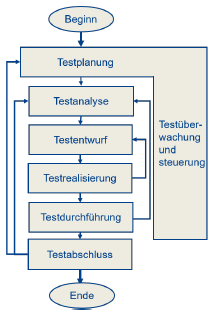 Beginn
Testplanung
Testanalyse
Testüber-
wachung
und
steuerung
Testentwurf
Testrealisierung
Testdurchführung
Testabschluss
Ende